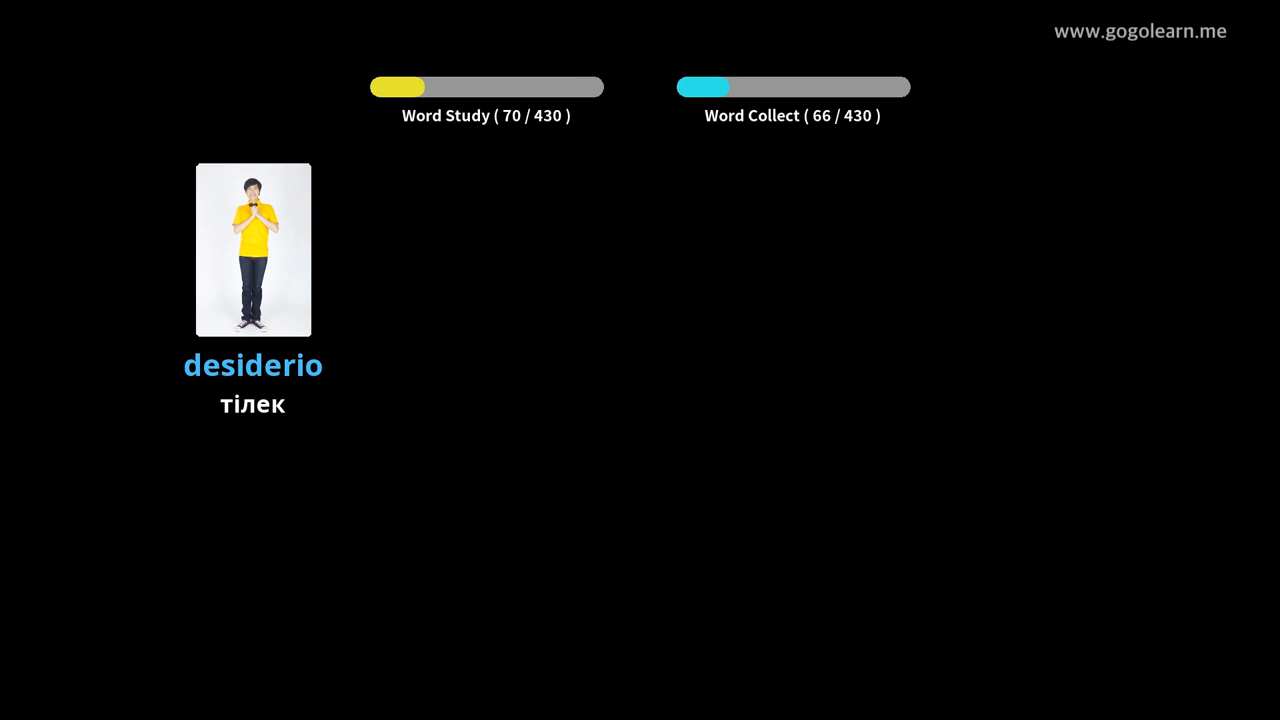 www.gogolearn.me
Word Study ( 70 / 430 )
Word Collect ( 66 / 430 )
desiderio
тілек